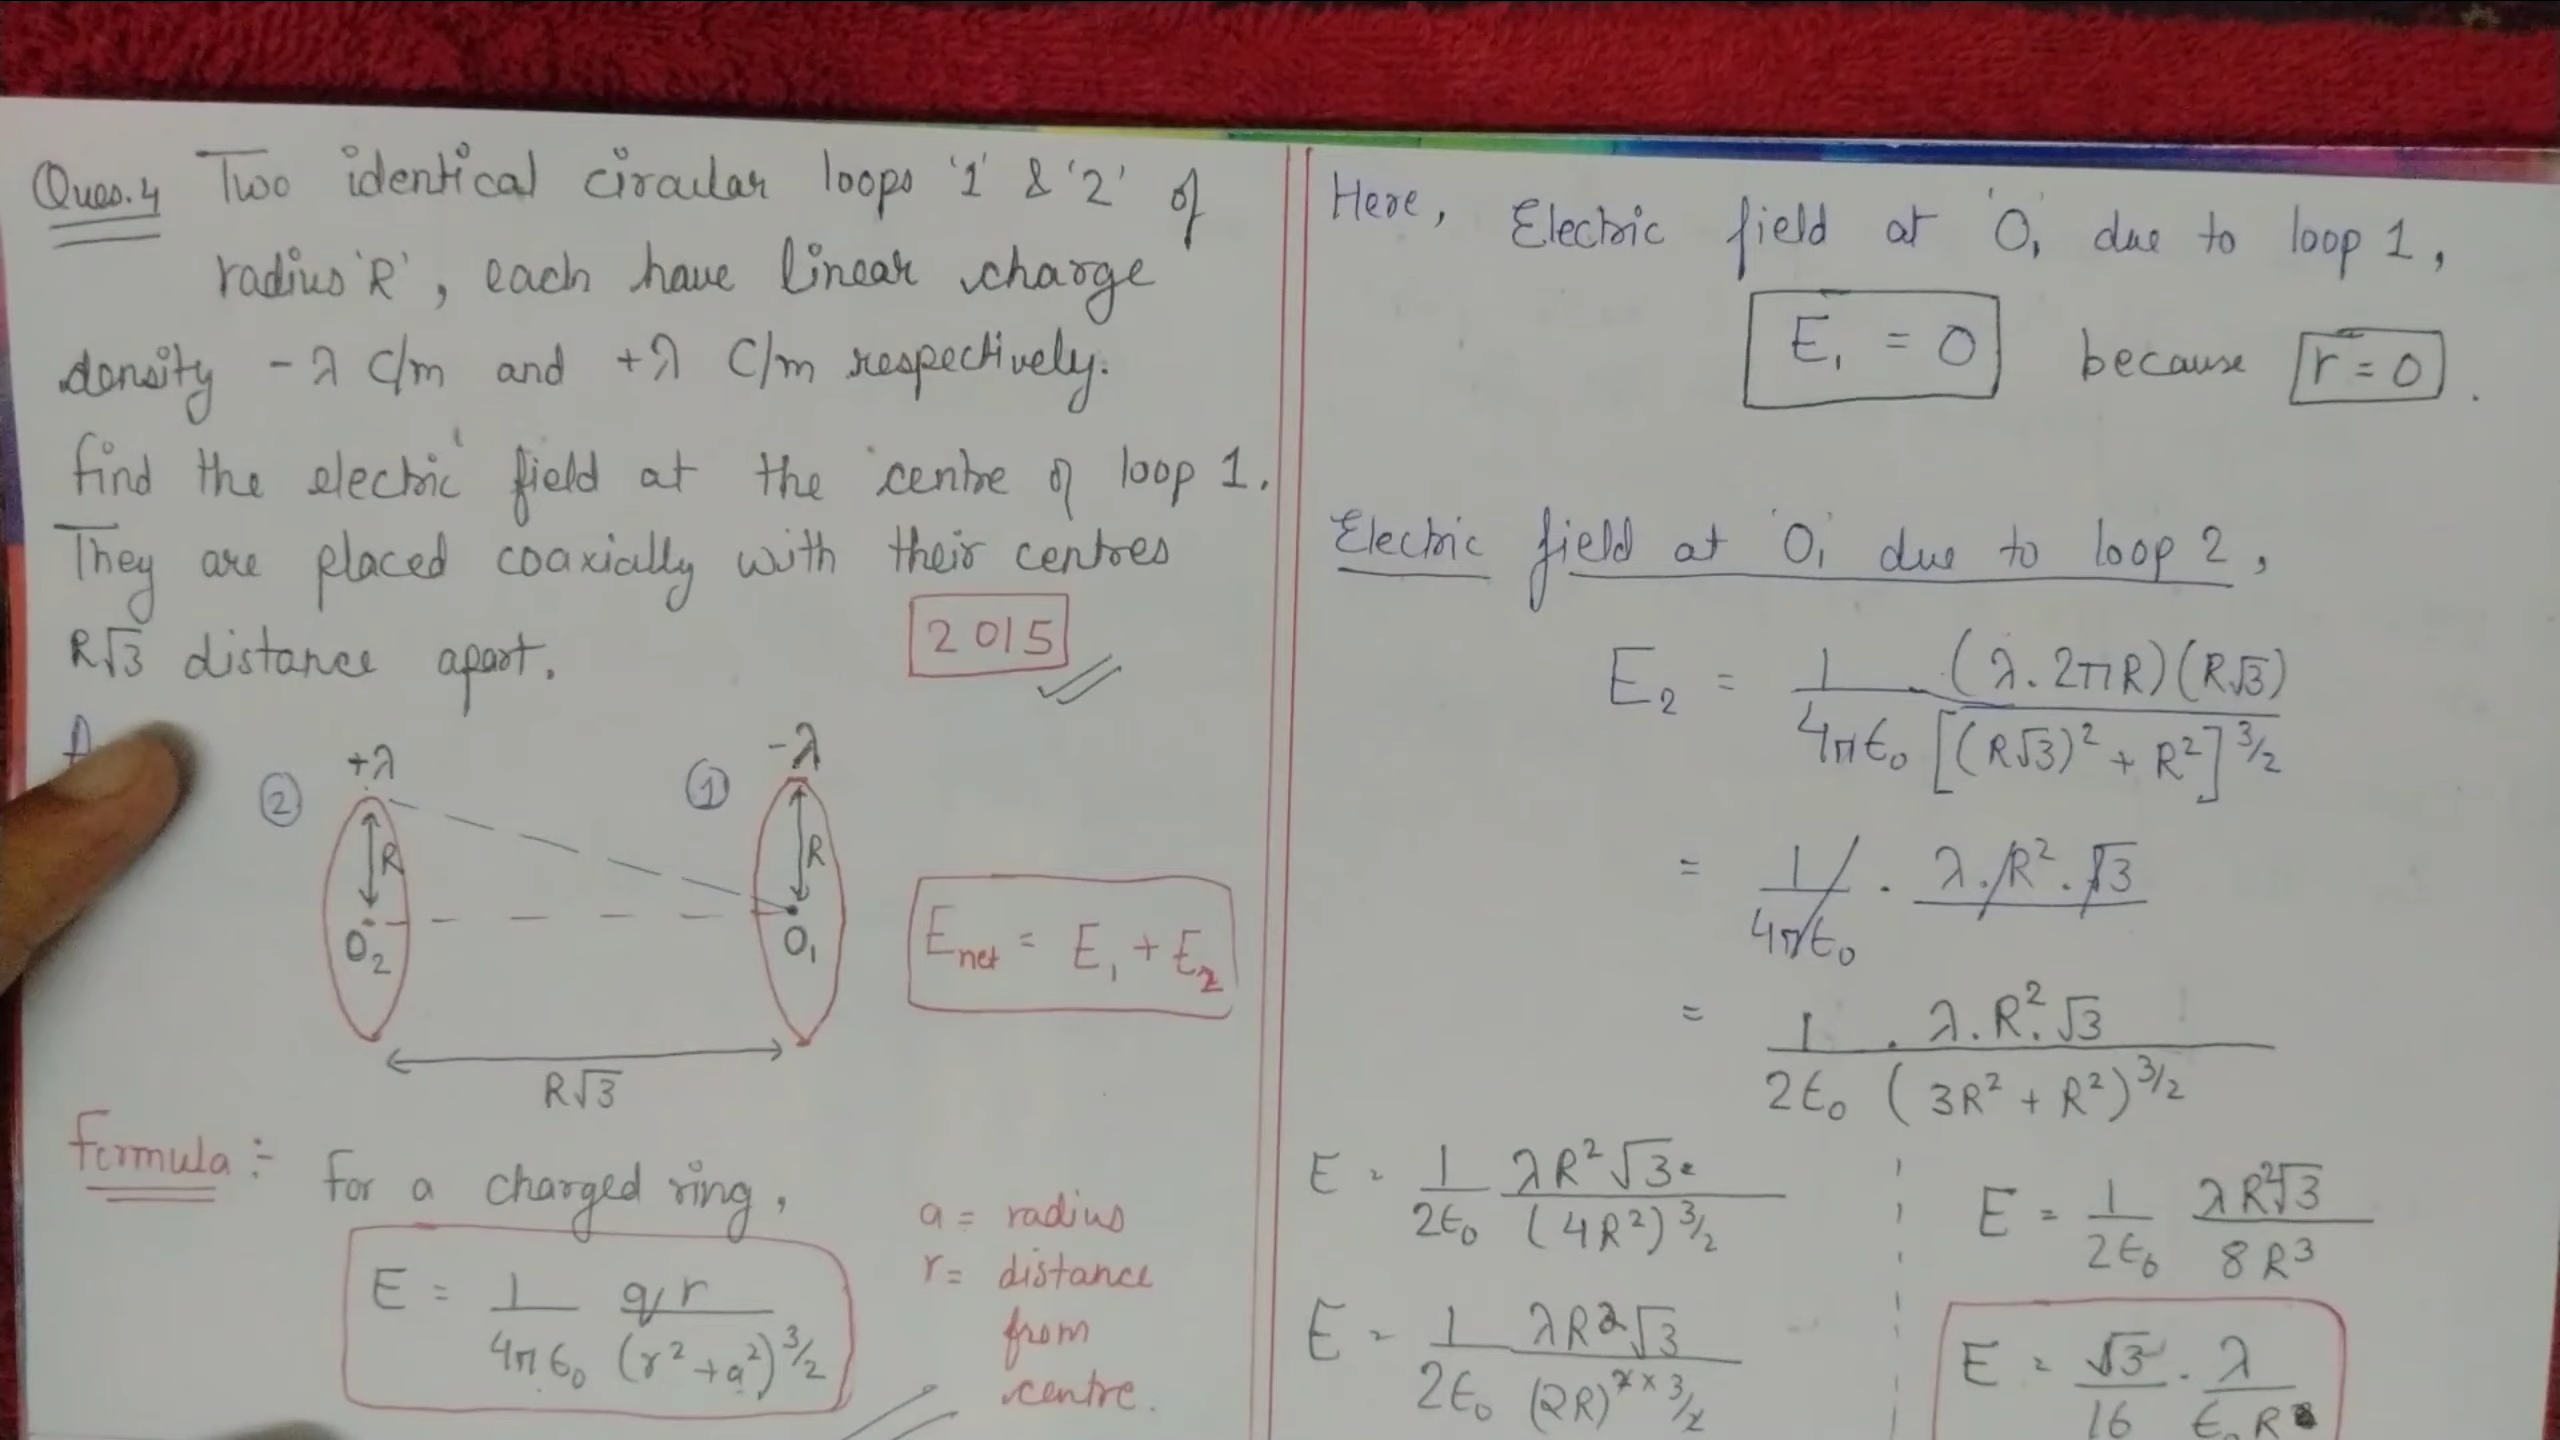 Ques.4 Two identical circular loops '1' & '2' of
radius 'R', each have linear charge
density -λ C/m and +λ C/m respectively.
find the electric field at the centre of loop 1.
They are placed coaxially with their centres
R√3 distance apart.
2015
+λ
-λ
②
①
R
R
O₂
O₁
E_net = E₁ + E₂
R√3
Formula :- For a charged ring,
E = 1/(4πε₀) qr/(r² + a²)^3/2
a = radius
r = distance
from
centre.
Here, Electric field at 'O₁' due to loop 1,
E₁ = 0 because r = 0.
Electric field at 'O₁' due to loop 2,
E₂ = 1/(4πε₀) (λ.2πR)(R√3)/[(R√3)² + R²]^3/2
= 1/(4πε₀) . λ.R².√3
= 1/(2ε₀) . λ.R².√3/(3R² + R²)^3/2
E = 1/(2ε₀) λR²√3/(4R²)^3/2
E = 1/(2ε₀) λR²√3/(2R)^2×3/2
E = 1/(2ε₀) λR²√3/8R³
E = √3/16 . λ/(ε₀R)